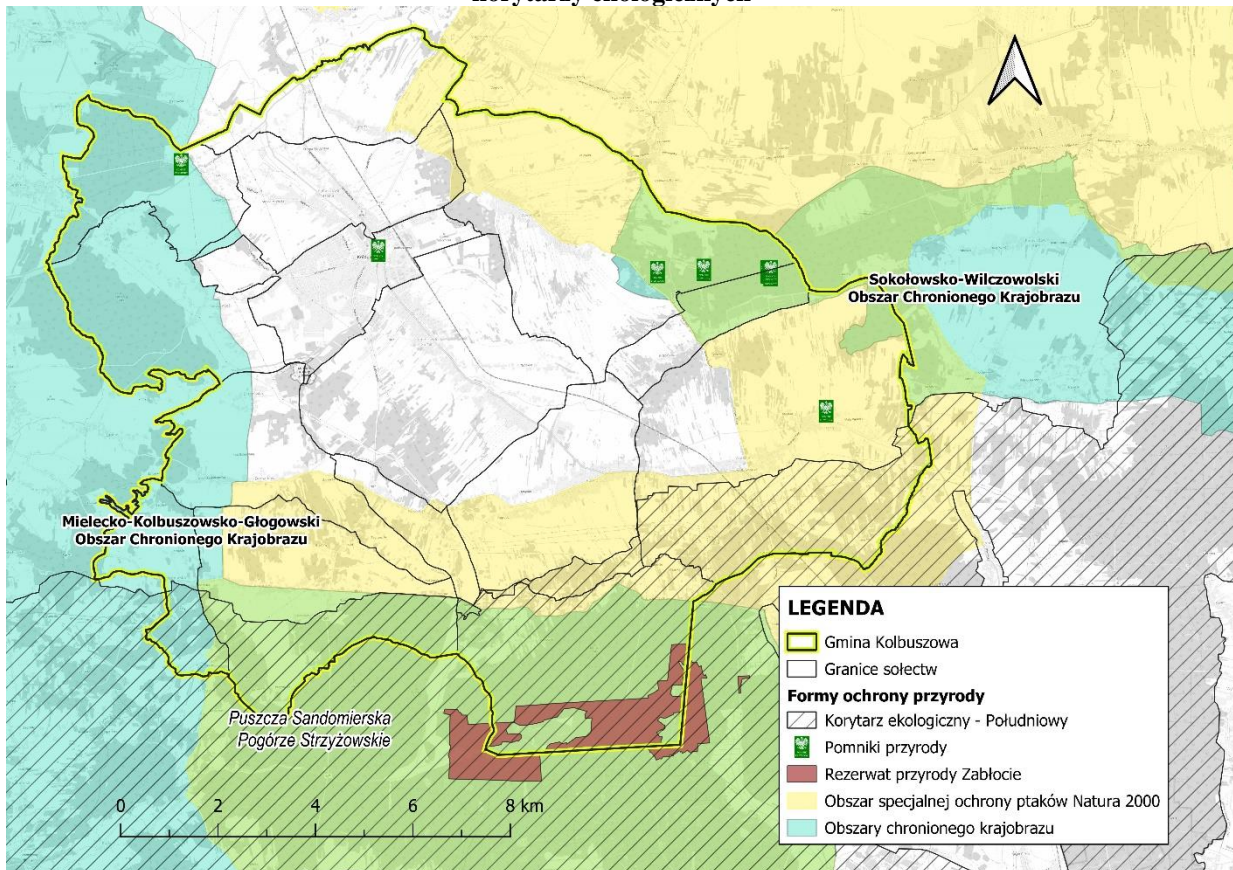 korytarzy ekologicznych
Sokołowsko-Wilczowolski
Obszar Chronionego Krajobrazu
Mielecko-Kolbuszowsko-Głogowski
Obszar Chronionego Krajobrazu
Puszcza Sandomierska
Pogórze Strzyżowskie
0 2 4 6 8 km
LEGENDA
Gmina Kolbuszowa
Granice sołectw
Formy ochrony przyrody
Korytarz ekologiczny - Południowy
Pomniki przyrody
Rezerwat przyrody Zabłocie
Obszar specjalnej ochrony ptaków Natura 2000
Obszary chronionego krajobrazu